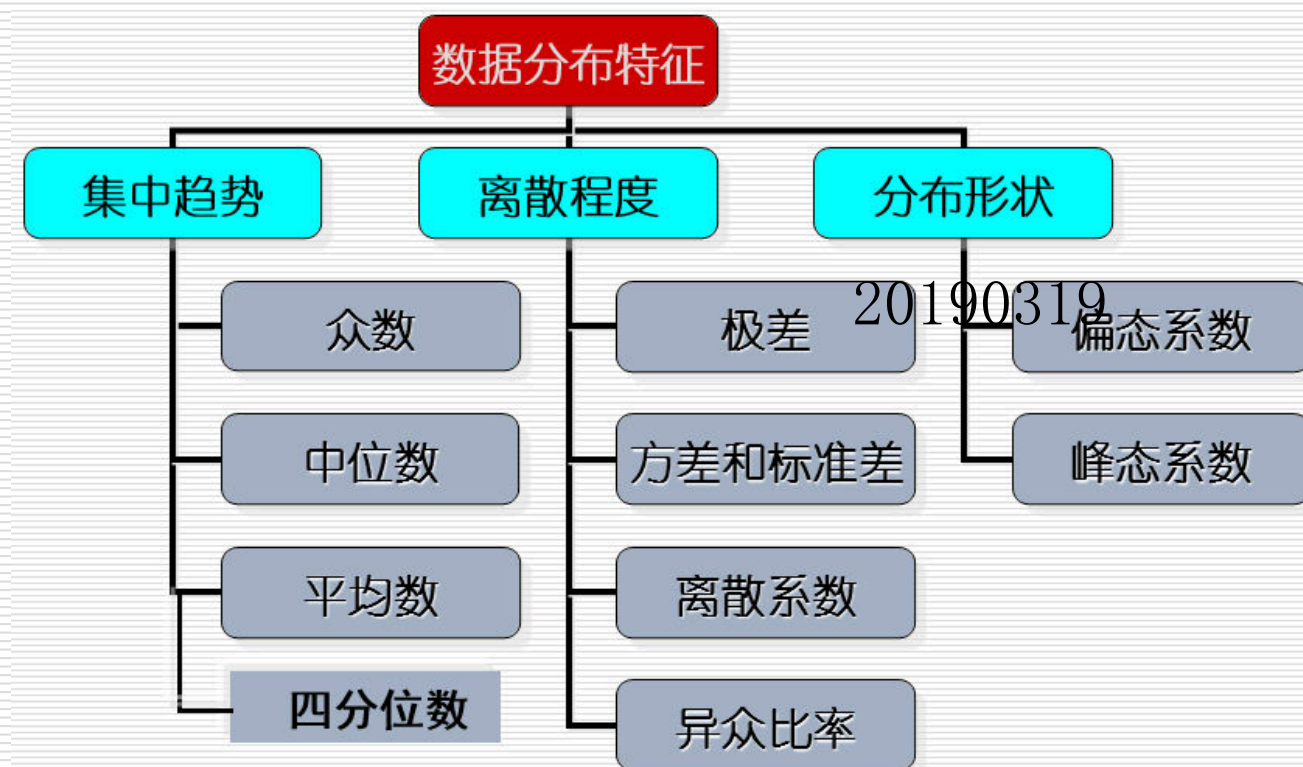 数据分布特征
集中趋势
离散程度
分布形状
众数
极差
20190319
偏态系数
中位数
方差和标准差
峰态系数
平均数
离散系数
四分位数
异众比率